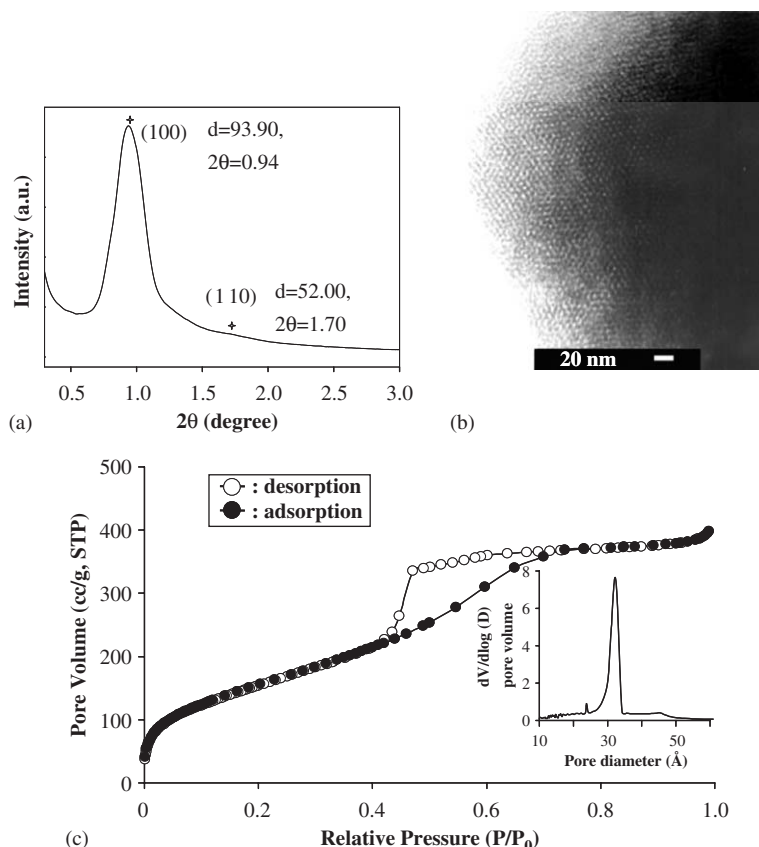 (100) d=93.90,
2θ=0.94
(110) d=52.00,
2θ=1.70
Intensity (a.u.)
0.5 1.0 1.5 2.0 2.5 3.0
2θ (degree)
(a)
20 nm
(b)
500
400
300
200
100
0
Pore Volume (cc/g, STP)
: desorption
: adsorption
8
6
4
2
0
dV/dlog (D)
pore volume
10 30 50
Pore diameter (Å)
0 0.2 0.4 0.6 0.8 1.0
Relative Pressure (P/P₀)
(c)